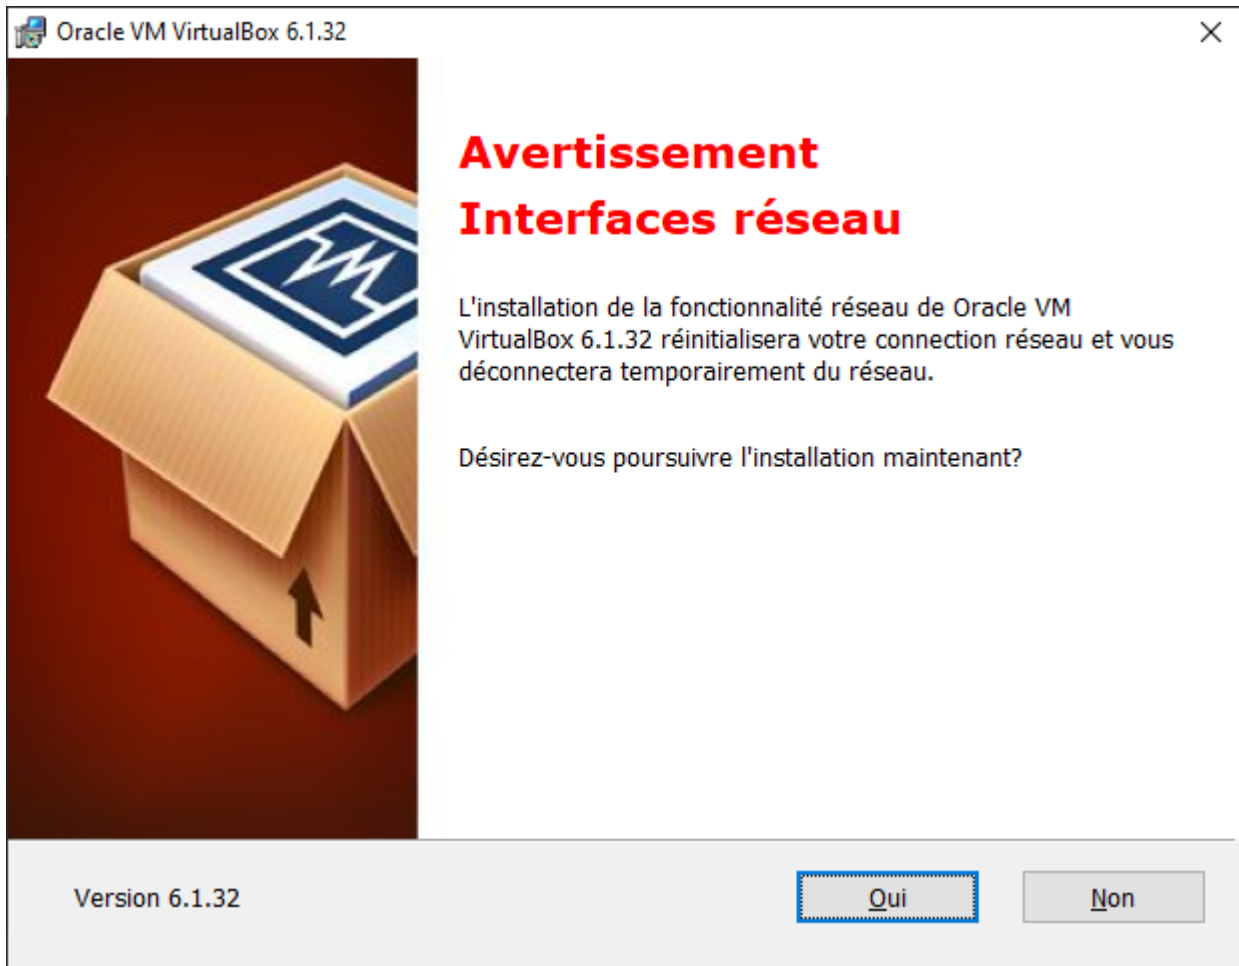 Oracle VM VirtualBox 6.1.32
Avertissement
Interfaces réseau
L'installation de la fonctionnalité réseau de Oracle VM
VirtualBox 6.1.32 réinitialisera votre connection réseau et vous
déconnectera temporairement du réseau.
Désirez-vous poursuivre l'installation maintenant?
Version 6.1.32
Oui
Non